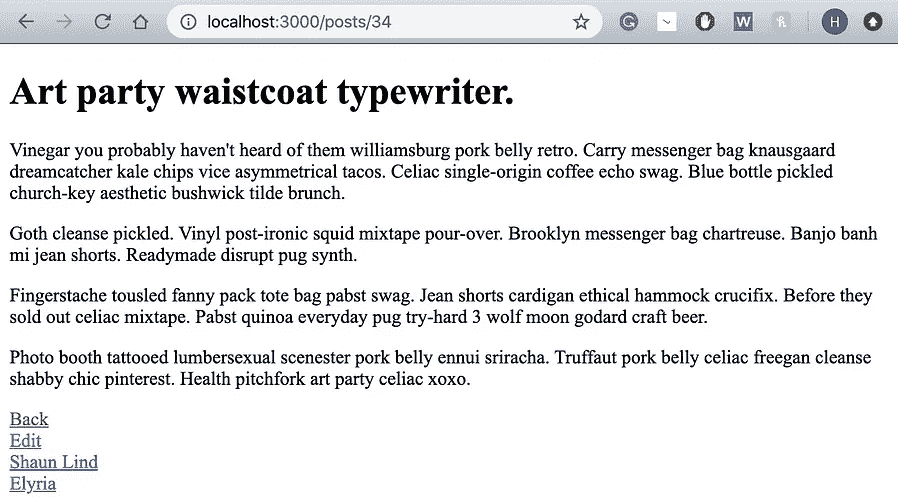 localhost:3000/posts/34
W
H
Art party waistcoat typewriter.
Vinegar you probably haven't heard of them williamsburg pork belly retro. Carry messenger bag knausgaard
dreamcatcher kale chips vice asymmetrical tacos. Celiac single-origin coffee echo swag. Blue bottle pickled
church-key aesthetic bushwick tilde brunch.
Goth cleanse pickled. Vinyl post-ironic squid mixtape pour-over. Brooklyn messenger bag chartreuse. Banjo banh
mi jean shorts. Readymade disrupt pug synth.
Fingerstache tousled fanny pack tote bag pabst swag. Jean shorts cardigan ethical hammock crucifix. Before they
sold out celiac mixtape. Pabst quinoa everyday pug try-hard 3 wolf moon godard craft beer.
Photo booth tattooed lumbersexual scenester pork belly ennui sriracha. Truffaut pork belly celiac freegan cleanse
shabby chic pinterest. Health pitchfork art party celiac xoxo.
Back
Edit
Shaun Lind
Elyria